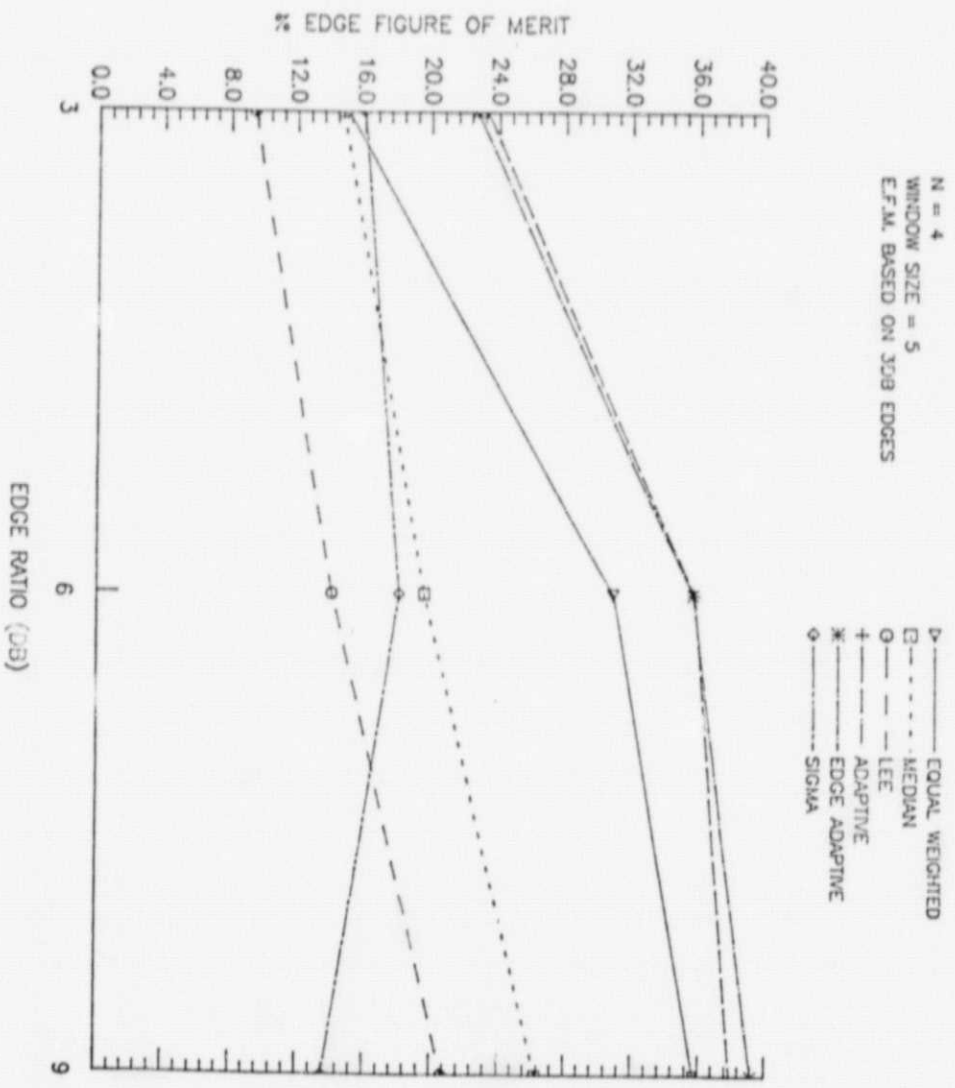 N = 4
WINDOW SIZE = 5
E.F.M. BASED ON 3DB EDGES
EQUAL WEIGHTED
MEDIAN
LEE
ADAPTIVE
EDGE ADAPTIVE
SIGMA
% EDGE FIGURE OF MERIT
40.0
36.0
32.0
28.0
24.0
20.0
16.0
12.0
8.0
4.0
0.0
3
6
9
EDGE RATIO (DB)